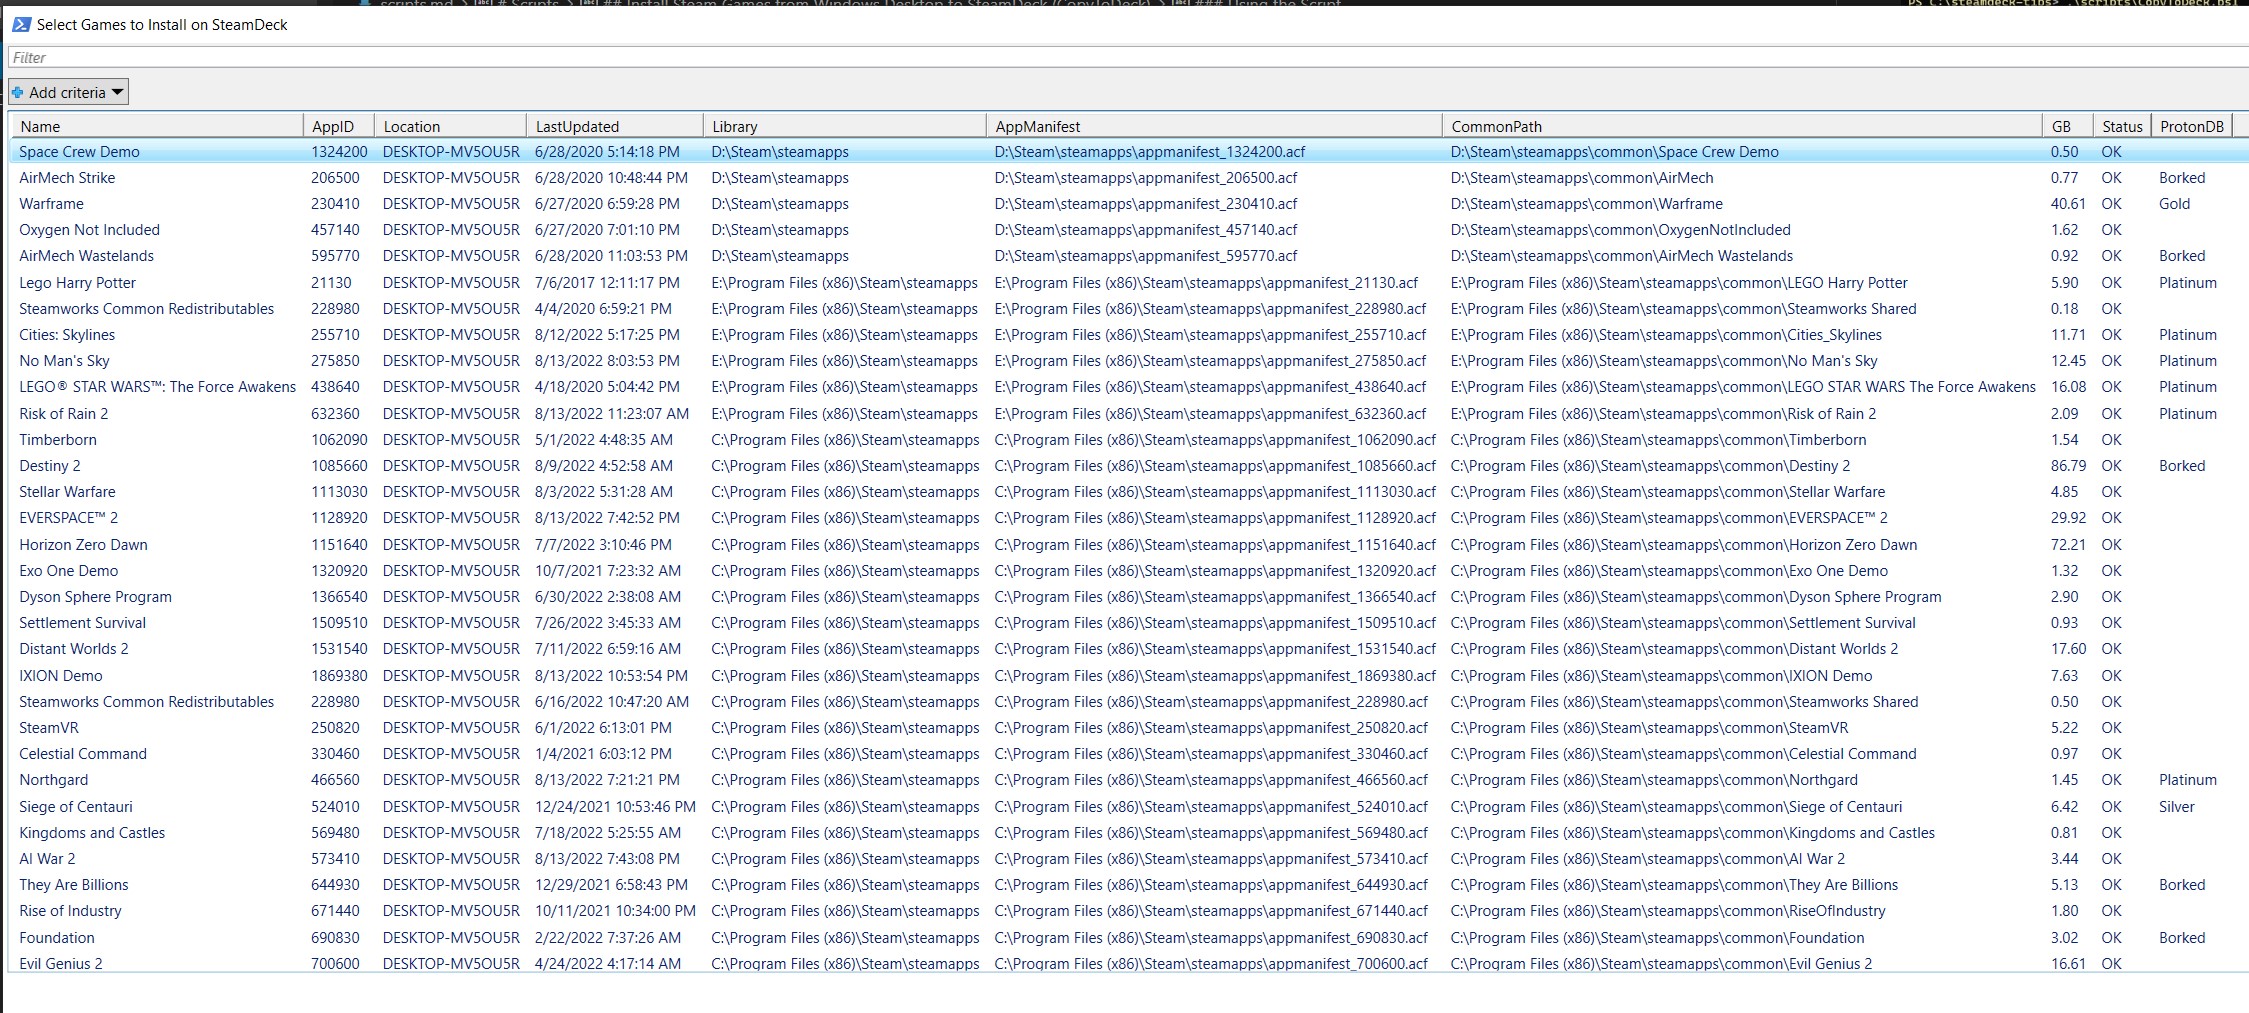 scripts.md > # Scripts > ## Install Steam Games from Windows Desktop to SteamDeck (CopyToDeck) > ### Using the Script
PS C:\steamdeck-tips> .\scripts\CopyToDeck.ps1
Select Games to Install on SteamDeck
Filter
Add criteria
Name AppID Location LastUpdated Library AppManifest CommonPath GB Status ProtonDB
Space Crew Demo 1324200 DESKTOP-MV5OU5R 6/28/2020 5:14:18 PM D:\Steam\steamapps D:\Steam\steamapps\appmanifest_1324200.acf D:\Steam\steamapps\common\Space Crew Demo 0.50 OK
AirMech Strike 206500 DESKTOP-MV5OU5R 6/28/2020 10:48:44 PM D:\Steam\steamapps D:\Steam\steamapps\appmanifest_206500.acf D:\Steam\steamapps\common\AirMech 0.77 OK Borked
Warframe 230410 DESKTOP-MV5OU5R 6/27/2020 6:59:28 PM D:\Steam\steamapps D:\Steam\steamapps\appmanifest_230410.acf D:\Steam\steamapps\common\Warframe 40.61 OK Gold
Oxygen Not Included 457140 DESKTOP-MV5OU5R 6/27/2020 7:01:10 PM D:\Steam\steamapps D:\Steam\steamapps\appmanifest_457140.acf D:\Steam\steamapps\common\OxygenNotIncluded 1.62 OK
AirMech Wastelands 595770 DESKTOP-MV5OU5R 6/28/2020 11:03:53 PM D:\Steam\steamapps D:\Steam\steamapps\appmanifest_595770.acf D:\Steam\steamapps\common\AirMech Wastelands 0.92 OK Borked
Lego Harry Potter 21130 DESKTOP-MV5OU5R 7/6/2017 12:11:17 PM E:\Program Files (x86)\Steam\steamapps E:\Program Files (x86)\Steam\steamapps\appmanifest_21130.acf E:\Program Files (x86)\Steam\steamapps\common\LEGO Harry Potter 5.90 OK Platinum
Steamworks Common Redistributables 228980 DESKTOP-MV5OU5R 4/4/2020 6:59:21 PM E:\Program Files (x86)\Steam\steamapps E:\Program Files (x86)\Steam\steamapps\appmanifest_228980.acf E:\Program Files (x86)\Steam\steamapps\common\Steamworks Shared 0.18 OK
Cities: Skylines 255710 DESKTOP-MV5OU5R 8/12/2022 5:17:25 PM E:\Program Files (x86)\Steam\steamapps E:\Program Files (x86)\Steam\steamapps\appmanifest_255710.acf E:\Program Files (x86)\Steam\steamapps\common\Cities_Skylines 11.71 OK Platinum
No Man's Sky 275850 DESKTOP-MV5OU5R 8/13/2022 8:03:53 PM E:\Program Files (x86)\Steam\steamapps E:\Program Files (x86)\Steam\steamapps\appmanifest_275850.acf E:\Program Files (x86)\Steam\steamapps\common\No Man's Sky 12.45 OK Platinum
LEGO® STAR WARS™: The Force Awakens 438640 DESKTOP-MV5OU5R 4/18/2020 5:04:42 PM E:\Program Files (x86)\Steam\steamapps E:\Program Files (x86)\Steam\steamapps\appmanifest_438640.acf E:\Program Files (x86)\Steam\steamapps\common\LEGO STAR WARS The Force Awakens 16.08 OK Platinum
Risk of Rain 2 632360 DESKTOP-MV5OU5R 8/13/2022 11:23:07 AM E:\Program Files (x86)\Steam\steamapps E:\Program Files (x86)\Steam\steamapps\appmanifest_632360.acf E:\Program Files (x86)\Steam\steamapps\common\Risk of Rain 2 2.09 OK Platinum
Timberborn 1062090 DESKTOP-MV5OU5R 5/1/2022 4:48:35 AM C:\Program Files (x86)\Steam\steamapps C:\Program Files (x86)\Steam\steamapps\appmanifest_1062090.acf C:\Program Files (x86)\Steam\steamapps\common\Timberborn 1.54 OK
Destiny 2 1085660 DESKTOP-MV5OU5R 8/9/2022 4:52:58 AM C:\Program Files (x86)\Steam\steamapps C:\Program Files (x86)\Steam\steamapps\appmanifest_1085660.acf C:\Program Files (x86)\Steam\steamapps\common\Destiny 2 86.79 OK Borked
Stellar Warfare 1113030 DESKTOP-MV5OU5R 8/3/2022 5:31:28 AM C:\Program Files (x86)\Steam\steamapps C:\Program Files (x86)\Steam\steamapps\appmanifest_1113030.acf C:\Program Files (x86)\Steam\steamapps\common\Stellar Warfare 4.85 OK
EVERSPACE™ 2 1128920 DESKTOP-MV5OU5R 8/13/2022 7:42:52 PM C:\Program Files (x86)\Steam\steamapps C:\Program Files (x86)\Steam\steamapps\appmanifest_1128920.acf C:\Program Files (x86)\Steam\steamapps\common\EVERSPACE™ 2 29.92 OK
Horizon Zero Dawn 1151640 DESKTOP-MV5OU5R 7/7/2022 3:10:46 PM C:\Program Files (x86)\Steam\steamapps C:\Program Files (x86)\Steam\steamapps\appmanifest_1151640.acf C:\Program Files (x86)\Steam\steamapps\common\Horizon Zero Dawn 72.21 OK
Exo One Demo 1320920 DESKTOP-MV5OU5R 10/7/2021 7:23:32 AM C:\Program Files (x86)\Steam\steamapps C:\Program Files (x86)\Steam\steamapps\appmanifest_1320920.acf C:\Program Files (x86)\Steam\steamapps\common\Exo One Demo 1.32 OK
Dyson Sphere Program 1366540 DESKTOP-MV5OU5R 6/30/2022 2:38:08 AM C:\Program Files (x86)\Steam\steamapps C:\Program Files (x86)\Steam\steamapps\appmanifest_1366540.acf C:\Program Files (x86)\Steam\steamapps\common\Dyson Sphere Program 2.90 OK
Settlement Survival 1509510 DESKTOP-MV5OU5R 7/26/2022 3:45:33 AM C:\Program Files (x86)\Steam\steamapps C:\Program Files (x86)\Steam\steamapps\appmanifest_1509510.acf C:\Program Files (x86)\Steam\steamapps\common\Settlement Survival 0.93 OK
Distant Worlds 2 1531540 DESKTOP-MV5OU5R 7/11/2022 6:59:16 AM C:\Program Files (x86)\Steam\steamapps C:\Program Files (x86)\Steam\steamapps\appmanifest_1531540.acf C:\Program Files (x86)\Steam\steamapps\common\Distant Worlds 2 17.60 OK
IXION Demo 1869380 DESKTOP-MV5OU5R 8/13/2022 10:53:54 PM C:\Program Files (x86)\Steam\steamapps C:\Program Files (x86)\Steam\steamapps\appmanifest_1869380.acf C:\Program Files (x86)\Steam\steamapps\common\IXION Demo 7.63 OK
Steamworks Common Redistributables 228980 DESKTOP-MV5OU5R 6/16/2022 10:47:20 AM C:\Program Files (x86)\Steam\steamapps C:\Program Files (x86)\Steam\steamapps\appmanifest_228980.acf C:\Program Files (x86)\Steam\steamapps\common\Steamworks Shared 0.50 OK
SteamVR 250820 DESKTOP-MV5OU5R 6/1/2022 6:13:01 PM C:\Program Files (x86)\Steam\steamapps C:\Program Files (x86)\Steam\steamapps\appmanifest_250820.acf C:\Program Files (x86)\Steam\steamapps\common\SteamVR 5.22 OK
Celestial Command 330460 DESKTOP-MV5OU5R 1/4/2021 6:03:12 PM C:\Program Files (x86)\Steam\steamapps C:\Program Files (x86)\Steam\steamapps\appmanifest_330460.acf C:\Program Files (x86)\Steam\steamapps\common\Celestial Command 0.97 OK
Northgard 466560 DESKTOP-MV5OU5R 8/13/2022 7:21:21 PM C:\Program Files (x86)\Steam\steamapps C:\Program Files (x86)\Steam\steamapps\appmanifest_466560.acf C:\Program Files (x86)\Steam\steamapps\common\Northgard 1.45 OK Platinum
Siege of Centauri 524010 DESKTOP-MV5OU5R 12/24/2021 10:53:46 PM C:\Program Files (x86)\Steam\steamapps C:\Program Files (x86)\Steam\steamapps\appmanifest_524010.acf C:\Program Files (x86)\Steam\steamapps\common\Siege of Centauri 6.42 OK Silver
Kingdoms and Castles 569480 DESKTOP-MV5OU5R 7/18/2022 5:25:55 AM C:\Program Files (x86)\Steam\steamapps C:\Program Files (x86)\Steam\steamapps\appmanifest_569480.acf C:\Program Files (x86)\Steam\steamapps\common\Kingdoms and Castles 0.81 OK
AI War 2 573410 DESKTOP-MV5OU5R 8/13/2022 7:43:08 PM C:\Program Files (x86)\Steam\steamapps C:\Program Files (x86)\Steam\steamapps\appmanifest_573410.acf C:\Program Files (x86)\Steam\steamapps\common\AI War 2 3.44 OK
They Are Billions 644930 DESKTOP-MV5OU5R 12/29/2021 6:58:43 PM C:\Program Files (x86)\Steam\steamapps C:\Program Files (x86)\Steam\steamapps\appmanifest_644930.acf C:\Program Files (x86)\Steam\steamapps\common\They Are Billions 5.13 OK Borked
Rise of Industry 671440 DESKTOP-MV5OU5R 10/11/2021 10:34:00 PM C:\Program Files (x86)\Steam\steamapps C:\Program Files (x86)\Steam\steamapps\appmanifest_671440.acf C:\Program Files (x86)\Steam\steamapps\common\RiseOfIndustry 1.80 OK
Foundation 690830 DESKTOP-MV5OU5R 2/22/2022 7:37:26 AM C:\Program Files (x86)\Steam\steamapps C:\Program Files (x86)\Steam\steamapps\appmanifest_690830.acf C:\Program Files (x86)\Steam\steamapps\common\Foundation 3.02 OK Borked
Evil Genius 2 700600 DESKTOP-MV5OU5R 4/24/2022 4:17:14 AM C:\Program Files (x86)\Steam\steamapps C:\Program Files (x86)\Steam\steamapps\appmanifest_700600.acf C:\Program Files (x86)\Steam\steamapps\common\Evil Genius 2 16.61 OK